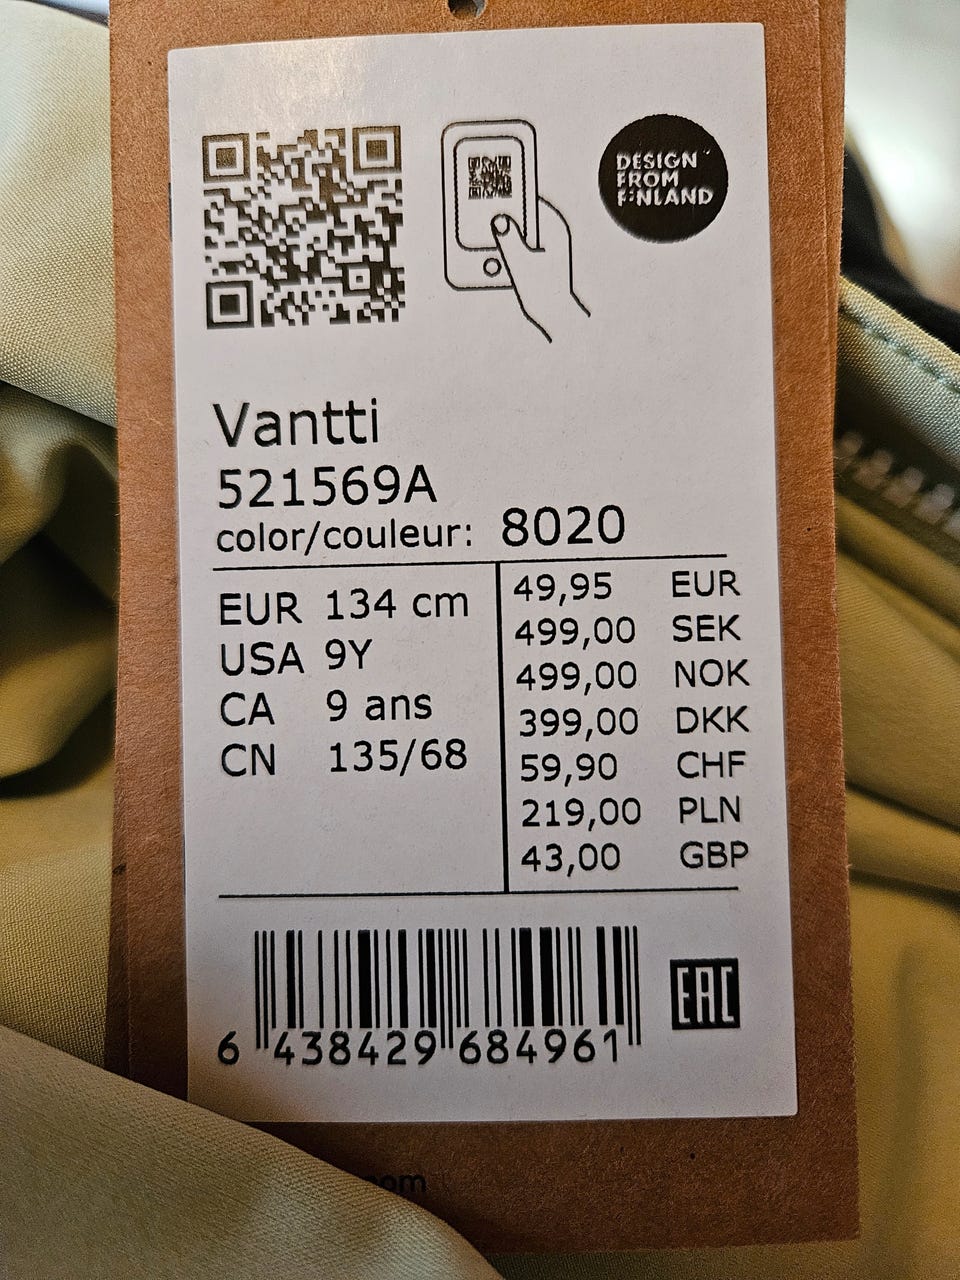 DESIGN
FROM
FINLAND
Vantti
521569A
color/couleur: 8020
EUR 134 cm
USA 9Y
CA 9 ans
CN 135/68
49,95 EUR
499,00 SEK
499,00 NOK
399,00 DKK
59,90 CHF
219,00 PLN
43,00 GBP
6 438429 684961
EAC